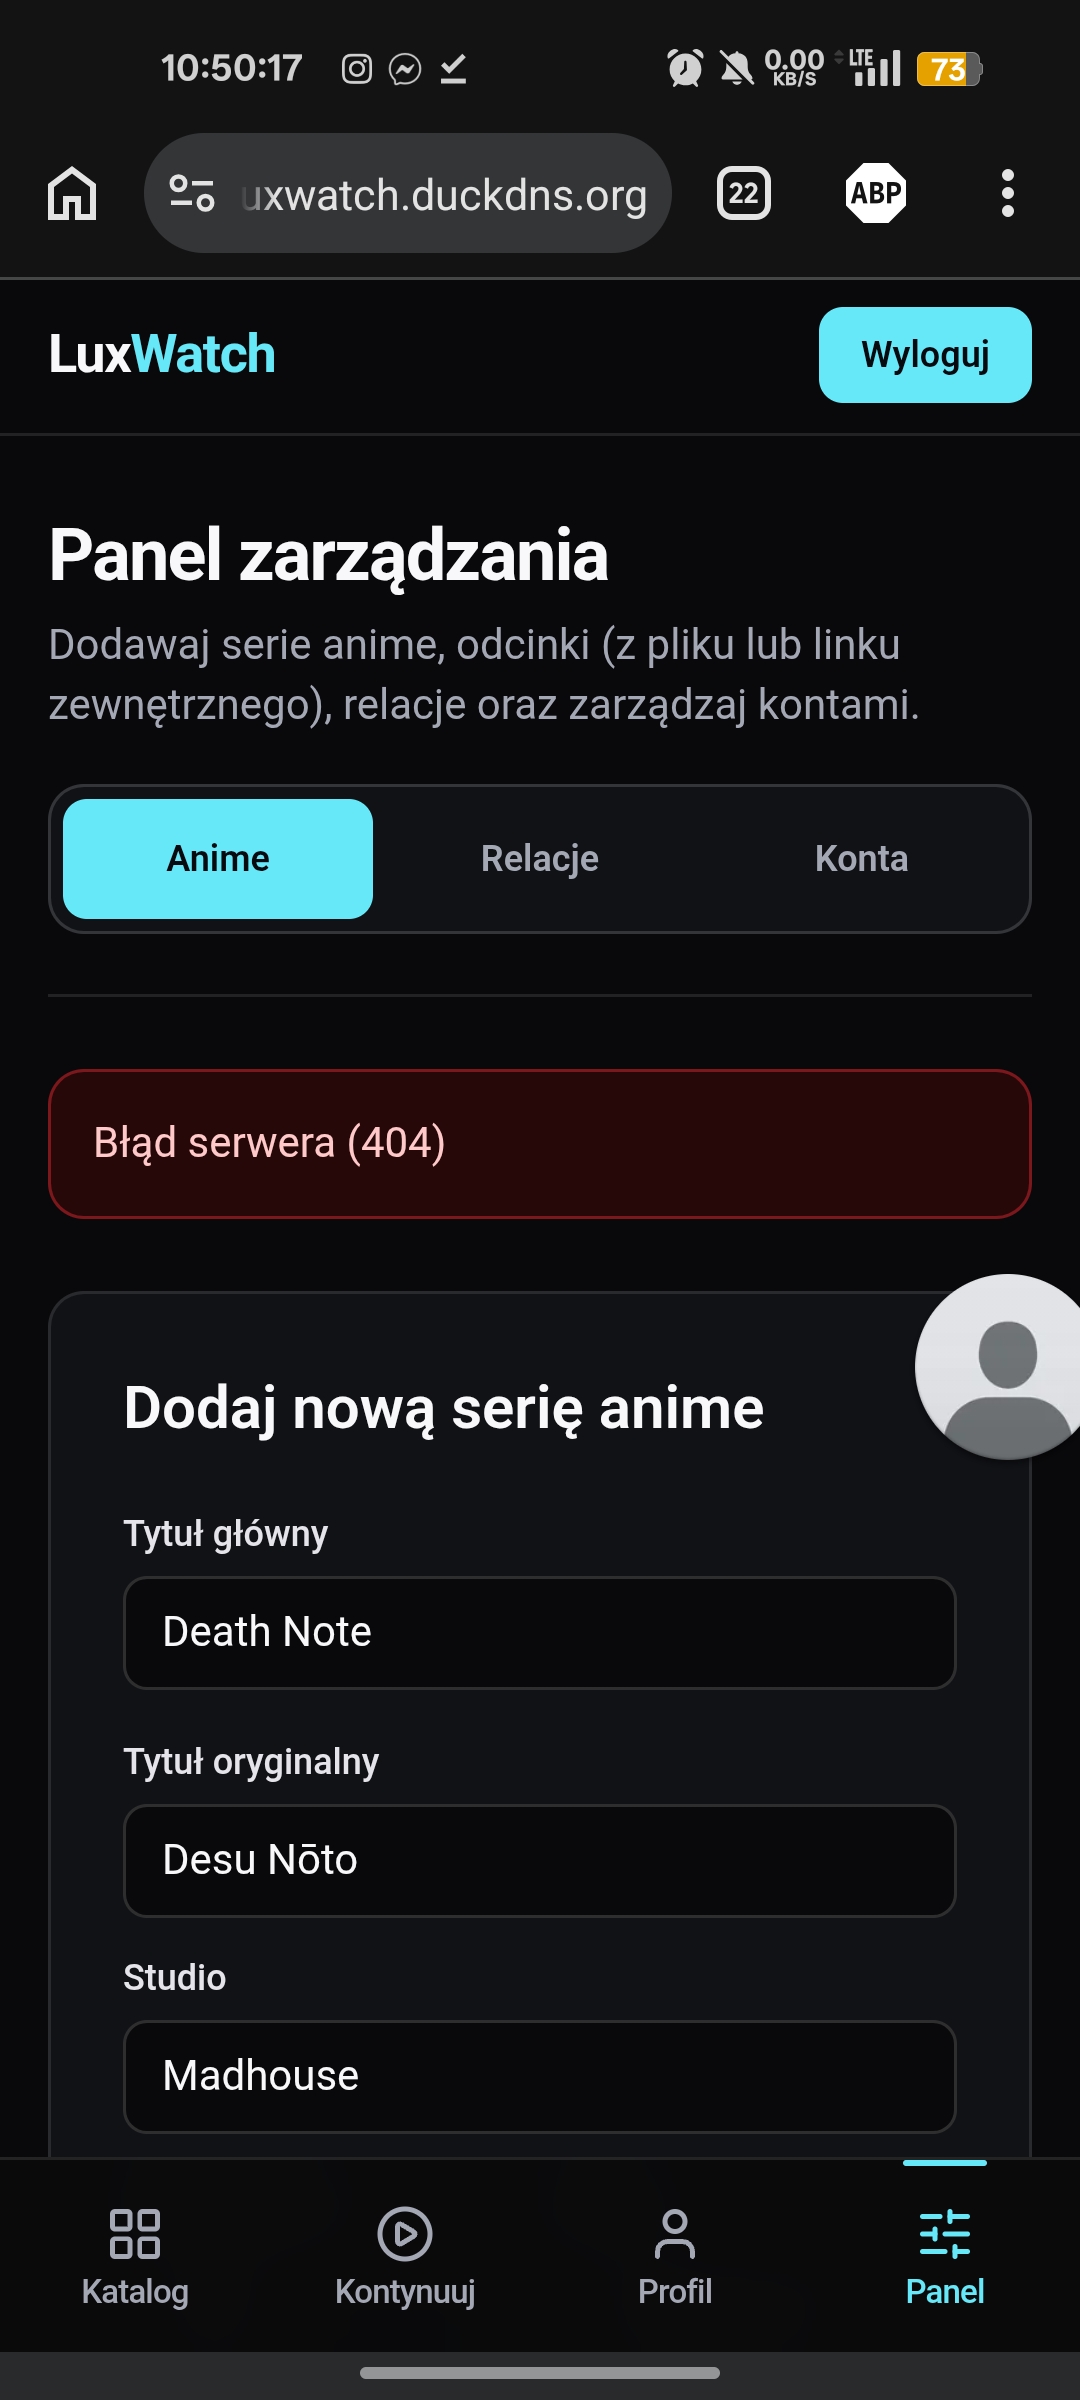 10:50:17
0.00
KB/S
LTE
73
uxwatch.duckdns.org
22
ABP
LuxWatch
Wyloguj
Panel zarządzania
Dodawaj serie anime, odcinki (z pliku lub linku
zewnętrznego), relacje oraz zarządzaj kontami.
Anime
Relacje
Konta
Błąd serwera (404)
Dodaj nową serię anime
Tytuł główny
Death Note
Tytuł oryginalny
Desu Nōto
Studio
Madhouse
Katalog
Kontynuuj
Profil
Panel